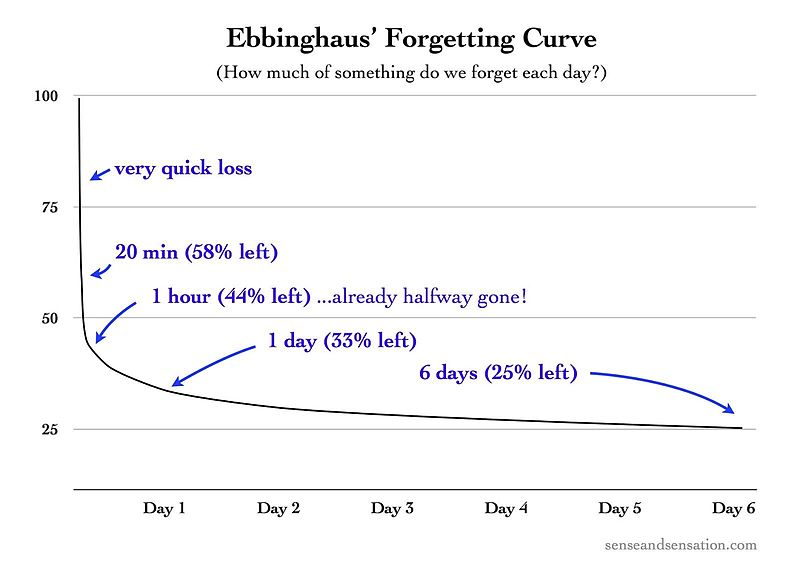 Ebbinghaus’ Forgetting Curve
(How much of something do we forget each day?)
100
very quick loss
75
20 min (58% left)
1 hour (44% left) ...already halfway gone!
50
1 day (33% left)
6 days (25% left)
25
Day 1 Day 2 Day 3 Day 4 Day 5 Day 6
senseandsensation.com